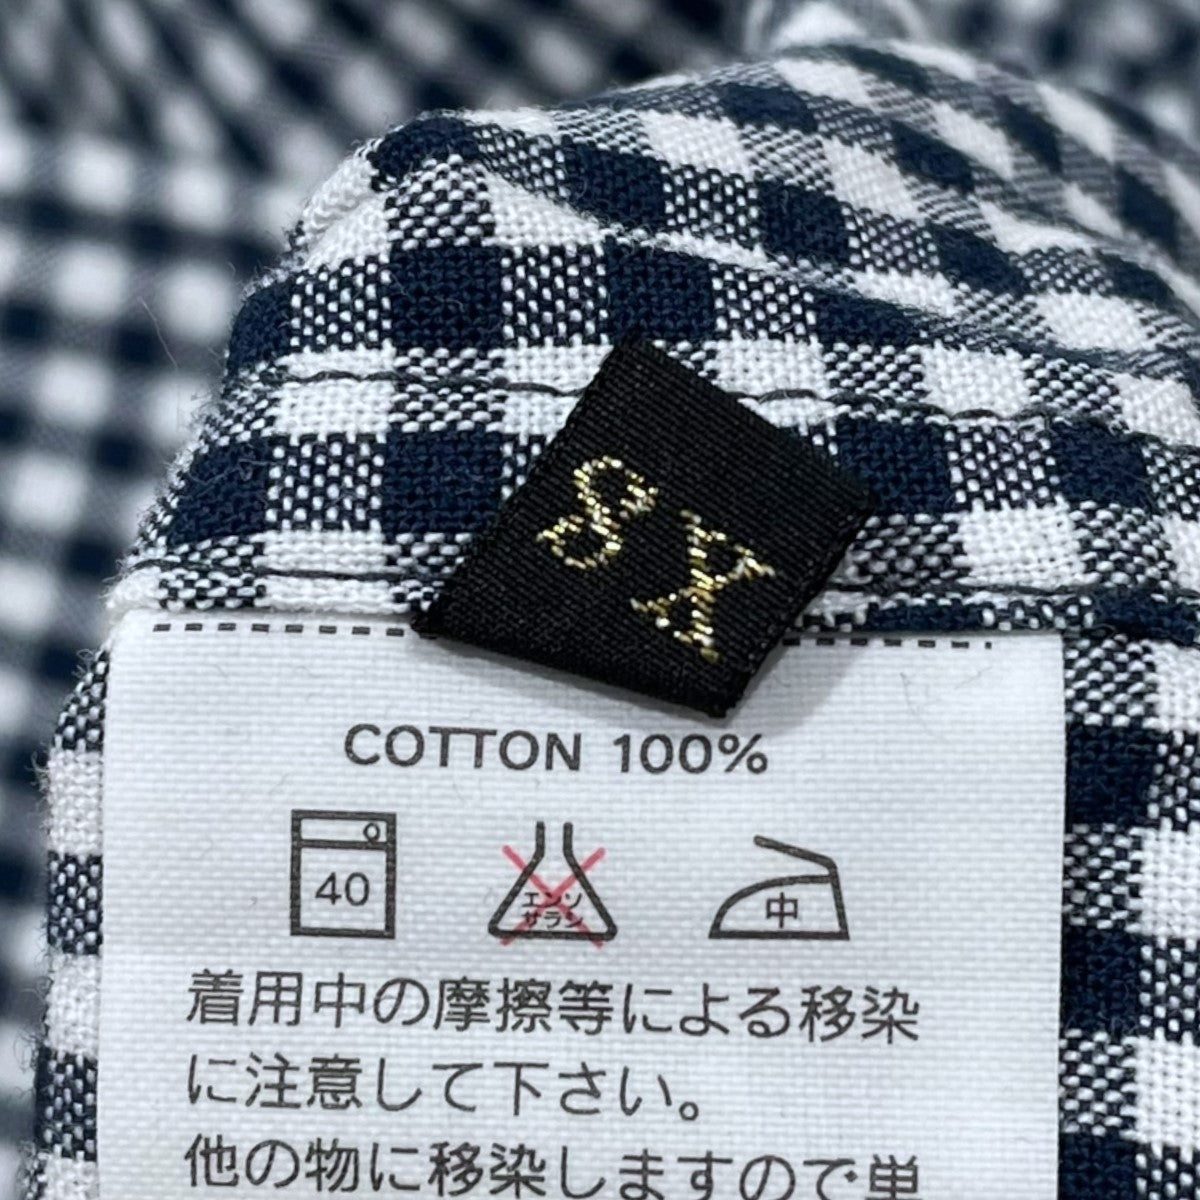 SX
COTTON 100%
40
エンソ
サラシ
中
着用中の摩擦等による移染
に注意して下さい。
他の物に移染しますので単